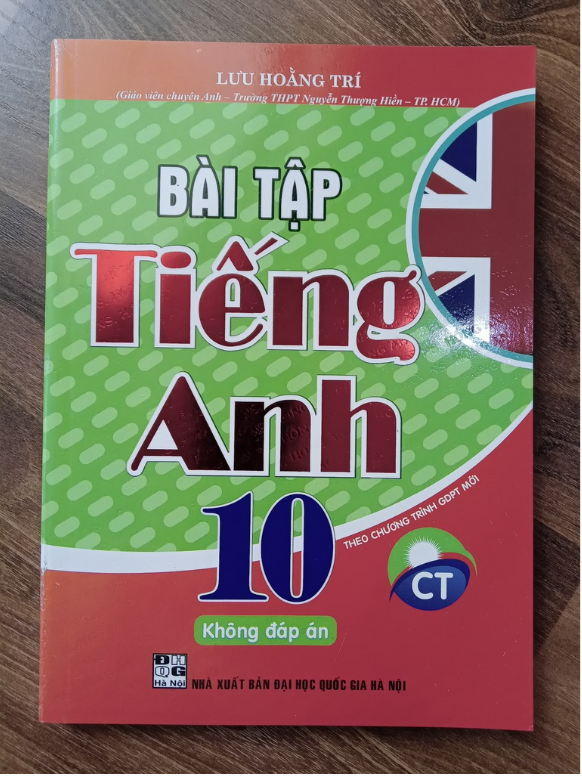 LƯU HOẰNG TRÍ
(Giáo viên chuyên Anh – Trường THPT Nguyễn Thượng Hiền – TP. HCM)
BÀI TẬP
Tiếng
Anh
10
THEO CHƯƠNG TRÌNH GDPT MỚI
CT
Không đáp án
ĐH
QG
Hà Nội
NHÀ XUẤT BẢN ĐẠI HỌC QUỐC GIA HÀ NỘI